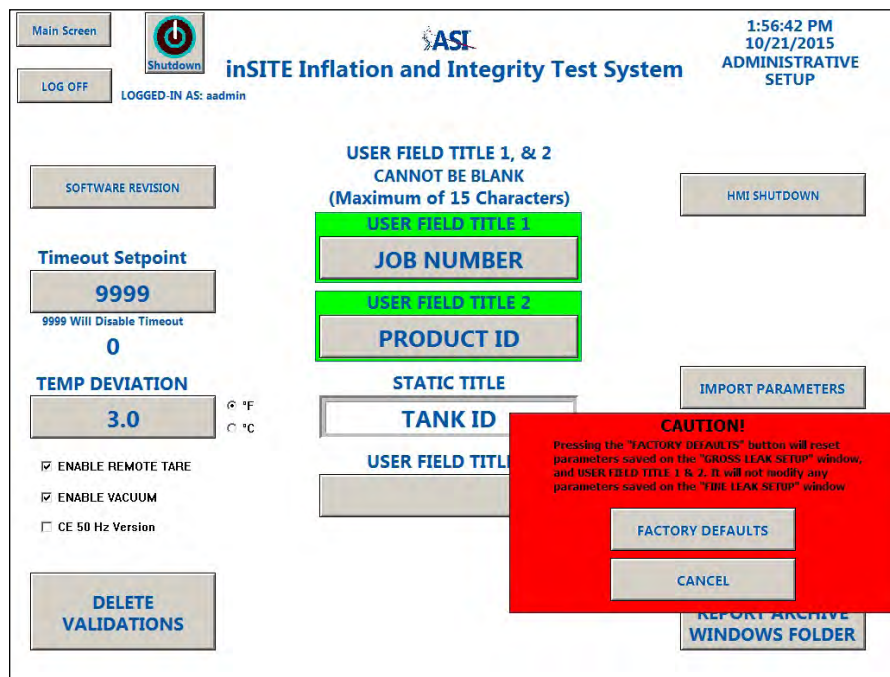 Main Screen
Shutdown
LOG OFF
LOGGED-IN AS: aadmin
ASI
inSITE Inflation and Integrity Test System
1:56:42 PM
10/21/2015
ADMINISTRATIVE
SETUP
SOFTWARE REVISION
Timeout Setpoint
9999
9999 Will Disable Timeout
0
TEMP DEVIATION
3.0
°F
°C
ENABLE REMOTE TARE
ENABLE VACUUM
CE 50 Hz Version
DELETE
VALIDATIONS
USER FIELD TITLE 1, & 2
CANNOT BE BLANK
(Maximum of 15 Characters)
USER FIELD TITLE 1
JOB NUMBER
USER FIELD TITLE 2
PRODUCT ID
STATIC TITLE
TANK ID
USER FIELD TITL
HMI SHUTDOWN
IMPORT PARAMETERS
CAUTION!
Pressing the "FACTORY DEFAULTS" button will reset
parameters saved on the "GROSS LEAK SETUP" window,
and USER FIELD TITLE 1 & 2. It will not modify any
parameters saved on the "FIRE LEAK SETUP" window
FACTORY DEFAULTS
CANCEL
REPORT ARCHIVE
WINDOWS FOLDER